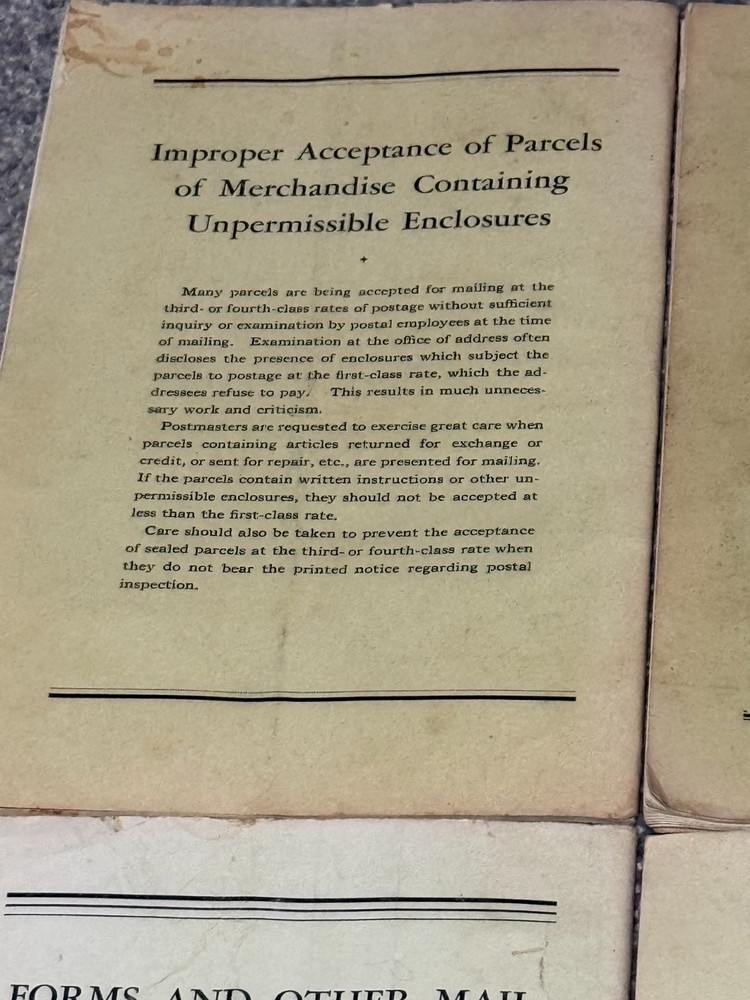 Improper Acceptance of Parcels
of Merchandise Containing
Unpermissible Enclosures
Many parcels are being accepted for mailing at the
third- or fourth-class rates of postage without sufficient
inquiry or examination by postal employees at the time
of mailing. Examination at the office of address often
discloses the presence of enclosures which subject the
parcels to postage at the first-class rate, which the ad-
dressees refuse to pay. This results in much unneces-
sary work and criticism.
Postmasters are requested to exercise great care when
parcels containing articles returned for exchange or
credit, or sent for repair, etc., are presented for mailing.
If the parcels contain written instructions or other un-
permissible enclosures, they should not be accepted at
less than the first-class rate.
Care should also be taken to prevent the acceptance
of sealed parcels at the third- or fourth-class rate when
they do not bear the printed notice regarding postal
inspection.
FORMS AND OTHER MAIL